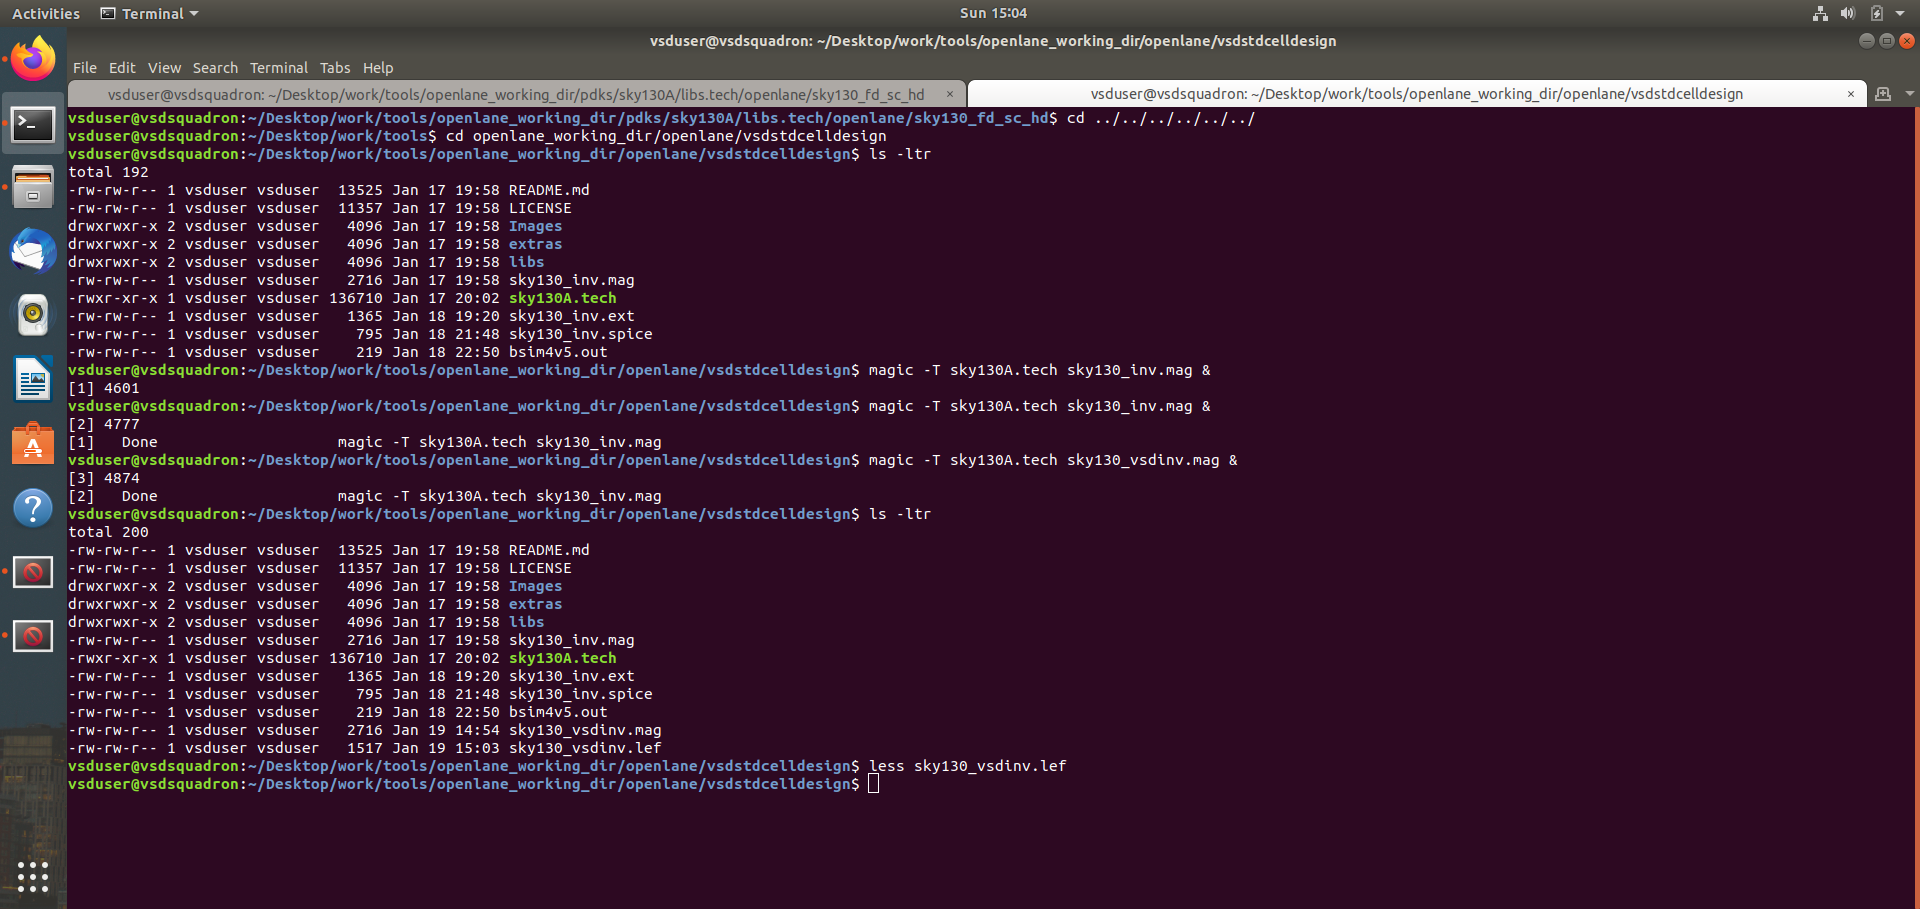 Activities Terminal Sun 15:04
vsduser@vsdsquadron: ~/Desktop/work/tools/openlane_working_dir/openlane/vsdstdcelldesign
File Edit View Search Terminal Tabs Help
vsduser@vsdsquadron: ~/Desktop/work/tools/openlane_working_dir/pdks/sky130A/libs.tech/openlane/sky130_fd_sc_hd × vsduser@vsdsquadron: ~/Desktop/work/tools/openlane_working_dir/openlane/vsdstdcelldesign ×
vsduser@vsdsquadron:~/Desktop/work/tools/openlane_working_dir/pdks/sky130A/libs.tech/openlane/sky130_fd_sc_hd$ cd ../../../../../../
vsduser@vsdsquadron:~/Desktop/work/tools$ cd openlane_working_dir/openlane/vsdstdcelldesign
vsduser@vsdsquadron:~/Desktop/work/tools/openlane_working_dir/openlane/vsdstdcelldesign$ ls -ltr
total 192
-rw-rw-r-- 1 vsduser vsduser  13525 Jan 17 19:58 README.md
-rw-rw-r-- 1 vsduser vsduser  11357 Jan 17 19:58 LICENSE
drwxrwxr-x 2 vsduser vsduser   4096 Jan 17 19:58 Images
drwxrwxr-x 2 vsduser vsduser   4096 Jan 17 19:58 extras
drwxrwxr-x 2 vsduser vsduser   4096 Jan 17 19:58 libs
-rw-rw-r-- 1 vsduser vsduser   2716 Jan 17 19:58 sky130_inv.mag
-rwxr-xr-x 1 vsduser vsduser 136710 Jan 17 20:02 sky130A.tech
-rw-rw-r-- 1 vsduser vsduser   1365 Jan 18 19:20 sky130_inv.ext
-rw-rw-r-- 1 vsduser vsduser    795 Jan 18 21:48 sky130_inv.spice
-rw-rw-r-- 1 vsduser vsduser    219 Jan 18 22:50 bsim4v5.out
vsduser@vsdsquadron:~/Desktop/work/tools/openlane_working_dir/openlane/vsdstdcelldesign$ magic -T sky130A.tech sky130_inv.mag &
[1] 4601
vsduser@vsdsquadron:~/Desktop/work/tools/openlane_working_dir/openlane/vsdstdcelldesign$ magic -T sky130A.tech sky130_inv.mag &
[2] 4777
[1]   Done                    magic -T sky130A.tech sky130_inv.mag
vsduser@vsdsquadron:~/Desktop/work/tools/openlane_working_dir/openlane/vsdstdcelldesign$ magic -T sky130A.tech sky130_vsdinv.mag &
[3] 4874
[2]   Done                    magic -T sky130A.tech sky130_inv.mag
vsduser@vsdsquadron:~/Desktop/work/tools/openlane_working_dir/openlane/vsdstdcelldesign$ ls -ltr
total 200
-rw-rw-r-- 1 vsduser vsduser  13525 Jan 17 19:58 README.md
-rw-rw-r-- 1 vsduser vsduser  11357 Jan 17 19:58 LICENSE
drwxrwxr-x 2 vsduser vsduser   4096 Jan 17 19:58 Images
drwxrwxr-x 2 vsduser vsduser   4096 Jan 17 19:58 extras
drwxrwxr-x 2 vsduser vsduser   4096 Jan 17 19:58 libs
-rw-rw-r-- 1 vsduser vsduser   2716 Jan 17 19:58 sky130_inv.mag
-rwxr-xr-x 1 vsduser vsduser 136710 Jan 17 20:02 sky130A.tech
-rw-rw-r-- 1 vsduser vsduser   1365 Jan 18 19:20 sky130_inv.ext
-rw-rw-r-- 1 vsduser vsduser    795 Jan 18 21:48 sky130_inv.spice
-rw-rw-r-- 1 vsduser vsduser    219 Jan 18 22:50 bsim4v5.out
-rw-rw-r-- 1 vsduser vsduser   2716 Jan 19 14:54 sky130_vsdinv.mag
-rw-rw-r-- 1 vsduser vsduser   1517 Jan 19 15:03 sky130_vsdinv.lef
vsduser@vsdsquadron:~/Desktop/work/tools/openlane_working_dir/openlane/vsdstdcelldesign$ less sky130_vsdinv.lef
vsduser@vsdsquadron:~/Desktop/work/tools/openlane_working_dir/openlane/vsdstdcelldesign$